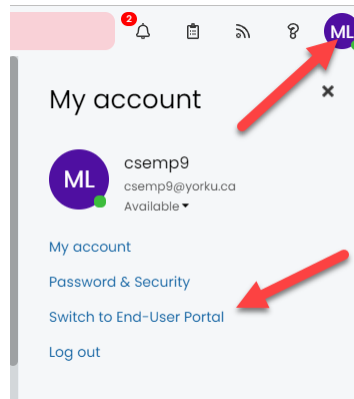 2
ML
My account
ML
csemp9
csemp9@yorku.ca
Available
My account
Password & Security
Switch to End-User Portal
Log out